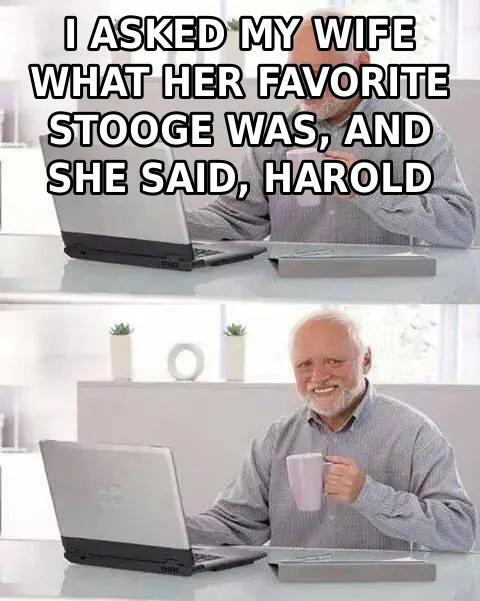 I ASKED MY WIFE
WHAT HER FAVORITE
STOOGE WAS, AND
SHE SAID, HAROLD